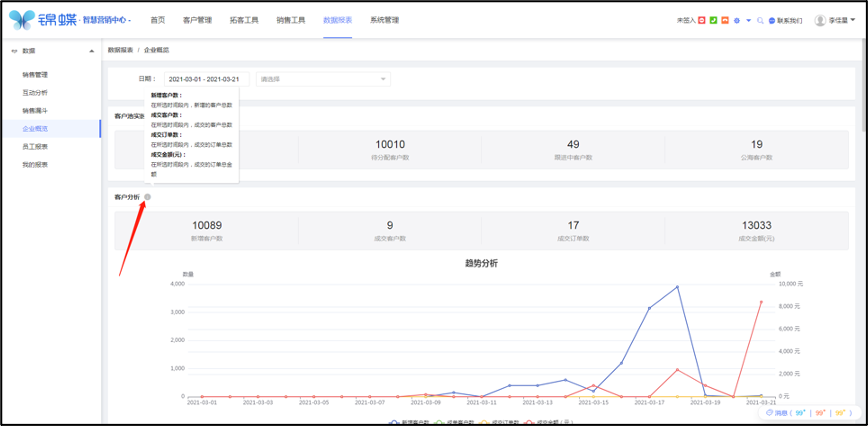 锦蝶 · 智慧营销中心 ·
首页 客户管理 拓客工具 销售工具 数据报表 系统管理
未签入 联系我们 李佳星
数据
销售管理
互动分析
销售漏斗
企业概览
员工报表
我的报表
数据报表 / 企业概览
日期： 2021-03-01 - 2021-03-21 请选择
新增客户数：
在所选时间段内，新增的客户总数
成交客户数：
在所选时间段内，成交的客户总数
成交订单数：
在所选时间段内，成交的订单总数
成交金额(元)：
在所选时间段内，成交的订单总金
额
客户池实
10010 49 19
待分配客户数 跟进中客户数 公海客户数
客户分析
10089 9 17 13033
新增客户数 成交客户数 成交订单数 成交金额(元)
趋势分析
数量 金额
4,000 10,000 元
8,000 元
3,000
6,000 元
2,000
4,000 元
1,000 2,000 元
0 0 元
2021-03-01 2021-03-03 2021-03-05 2021-03-07 2021-03-09 2021-03-11 2021-03-13 2021-03-15 2021-03-17 2021-03-19 2021-03-21
新增客户数 成交客户数 成交订单数 成交金额（元）
消息 ( 99+ | 99+ | 99+ )